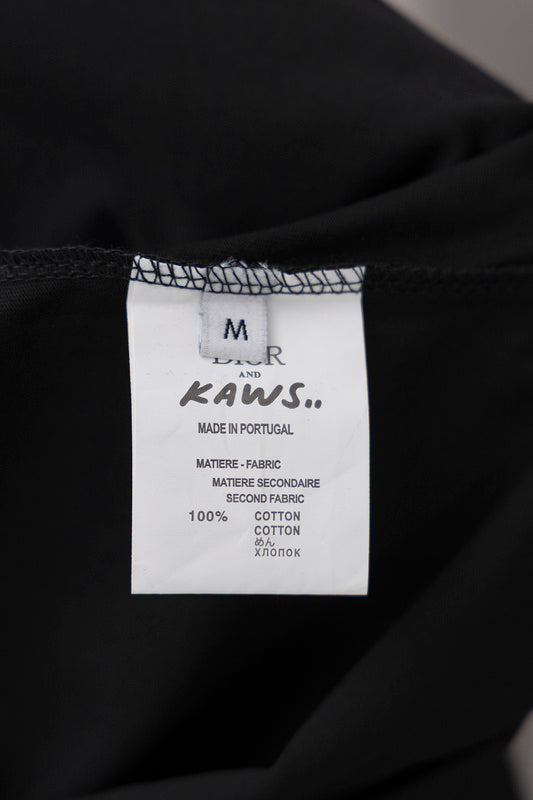 M
DIOR
AND
KAWS..
MADE IN PORTUGAL
MATIERE - FABRIC
MATIERE SECONDAIRE
SECOND FABRIC
100% COTTON
COTTON
めん
ХЛОПОК